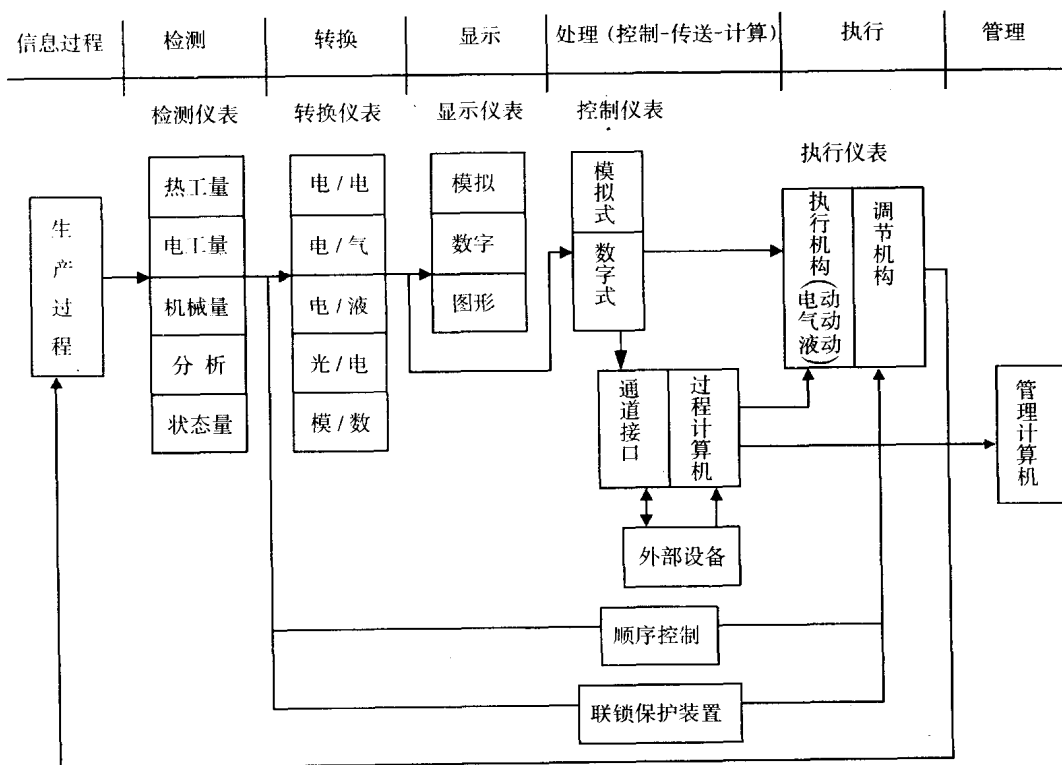 信息过程
检测
转换
显示
处理（控制-传送-计算）
执行
管理
检测仪表
转换仪表
显示仪表
控制仪表
执行仪表
生产过程
热工量
电工量
机械量
分 析
状态量
电 / 电
电 / 气
电 / 液
光 / 电
模 / 数
模拟
数字
图形
模拟式
数字式
执行机构
（电动
气动
液动）
调节机构
通道接口
过程计算机
管理计算机
外部设备
顺序控制
联锁保护装置